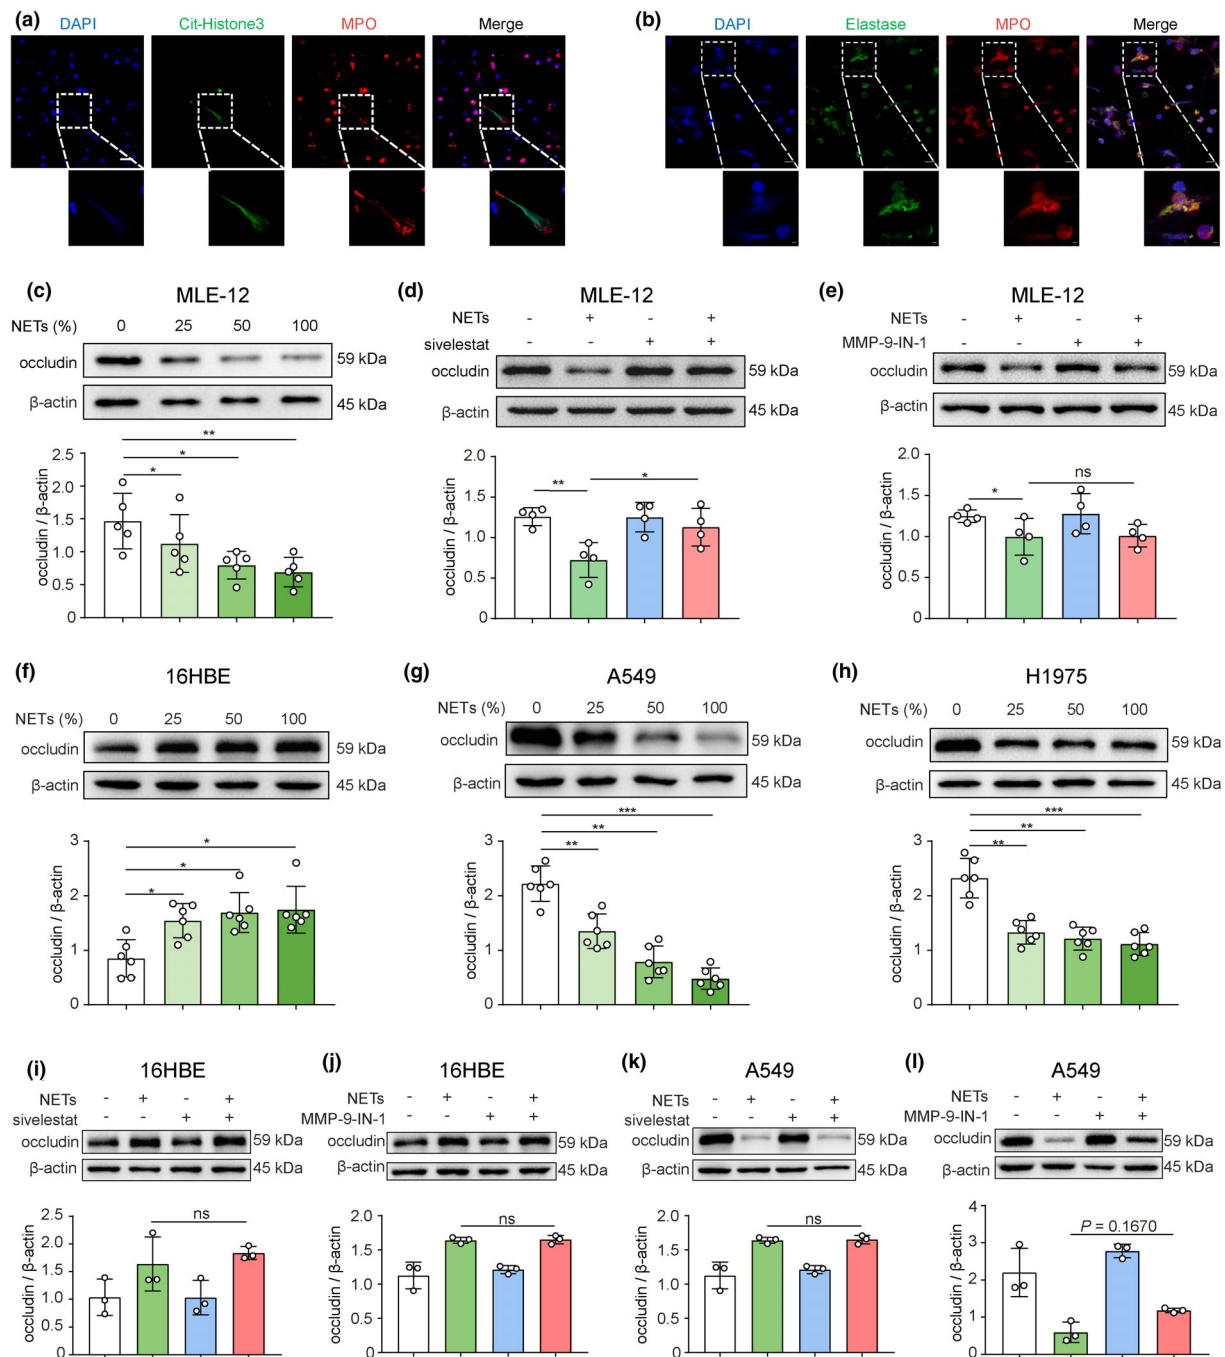 (a)
DAPI Cit-Histone3 MPO Merge
(b)
DAPI Elastase MPO Merge
(c)
MLE-12
NETs (%) 0 25 50 100
occludin 59 kDa
β-actin 45 kDa
occludin / β-actin
2.5
2.0
1.5
1.0
0.5
0
**
*
*
(d)
MLE-12
NETs - + - +
sivelestat - - + +
occludin 59 kDa
β-actin 45 kDa
occludin / β-actin
2.0
1.5
1.0
0.5
0
**
*
(e)
MLE-12
NETs - + - +
MMP-9-IN-1 - - + +
occludin 59 kDa
β-actin 45 kDa
occludin / β-actin
2.0
1.5
1.0
0.5
0
*
ns
(f)
16HBE
NETs (%) 0 25 50 100
occludin 59 kDa
β-actin 45 kDa
occludin / β-actin
3
2
1
0
*
*
*
(g)
A549
NETs (%) 0 25 50 100
occludin 59 kDa
β-actin 45 kDa
occludin / β-actin
3
2
1
0
***
**
**
(h)
H1975
NETs (%) 0 25 50 100
occludin 59 kDa
β-actin 45 kDa
occludin / β-actin
3
2
1
0
***
**
**
(i)
16HBE
NETs - + - +
sivelestat - - + +
occludin 59 kDa
β-actin 45 kDa
occludin / β-actin
2.5
2.0
1.5
1.0
0.5
0
ns
(j)
16HBE
NETs - + - +
MMP-9-IN-1 - - + +
occludin 59 kDa
β-actin 45 kDa
occludin / β-actin
2.0
1.5
1.0
0.5
0
ns
(k)
A549
NETs - + - +
sivelestat - - + +
occludin 59 kDa
β-actin 45 kDa
occludin / β-actin
2.0
1.5
1.0
0.5
0
ns
(l)
A549
NETs - + - +
MMP-9-IN-1 - - + +
occludin 59 kDa
β-actin 45 kDa
occludin / β-actin
4
3
2
1
0
P = 0.1670